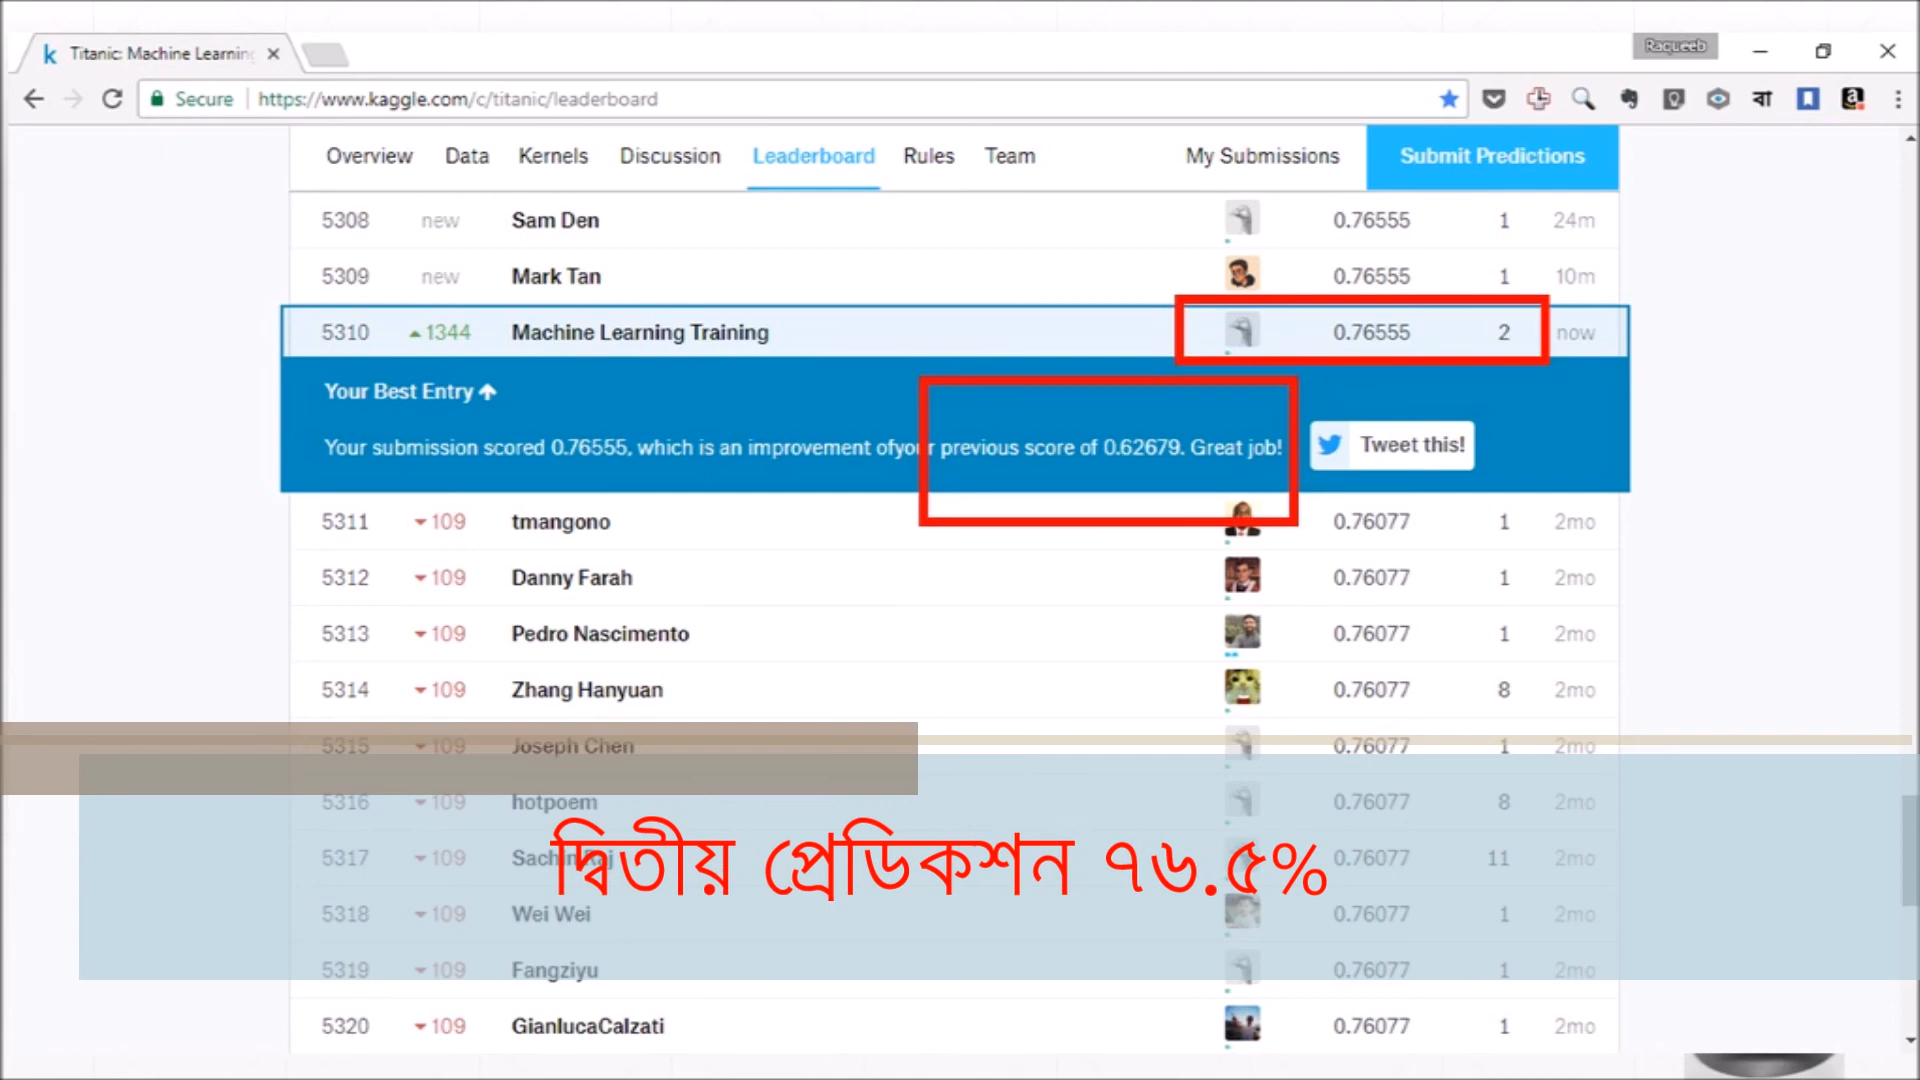 Titanic: Machine Learning
Raqueeb
Secure https://www.kaggle.com/c/titanic/leaderboard
Overview Data Kernels Discussion Leaderboard Rules Team My Submissions Submit Predictions
5308 new Sam Den 0.76555 1 24m
5309 new Mark Tan 0.76555 1 10m
5310 1344 Machine Learning Training 0.76555 2 now
Your Best Entry
Your submission scored 0.76555, which is an improvement ofyour previous score of 0.62679. Great job! Tweet this!
5311 109 tmangono 0.76077 1 2mo
5312 109 Danny Farah 0.76077 1 2mo
5313 109 Pedro Nascimento 0.76077 1 2mo
5314 109 Zhang Hanyuan 0.76077 8 2mo
5315 109 Joseph Chen 0.76077 1 2mo
5316 109 hotpoem 0.76077 8 2mo
5317 109 Sachin Raj 0.76077 11 2mo
দ্বিতীয় প্রেডিকশন ৭৬.৫%
5318 109 Wei Wei 0.76077 1 2mo
5319 109 Fangziyu 0.76077 1 2mo
5320 109 GianlucaCalzati 0.76077 1 2mo